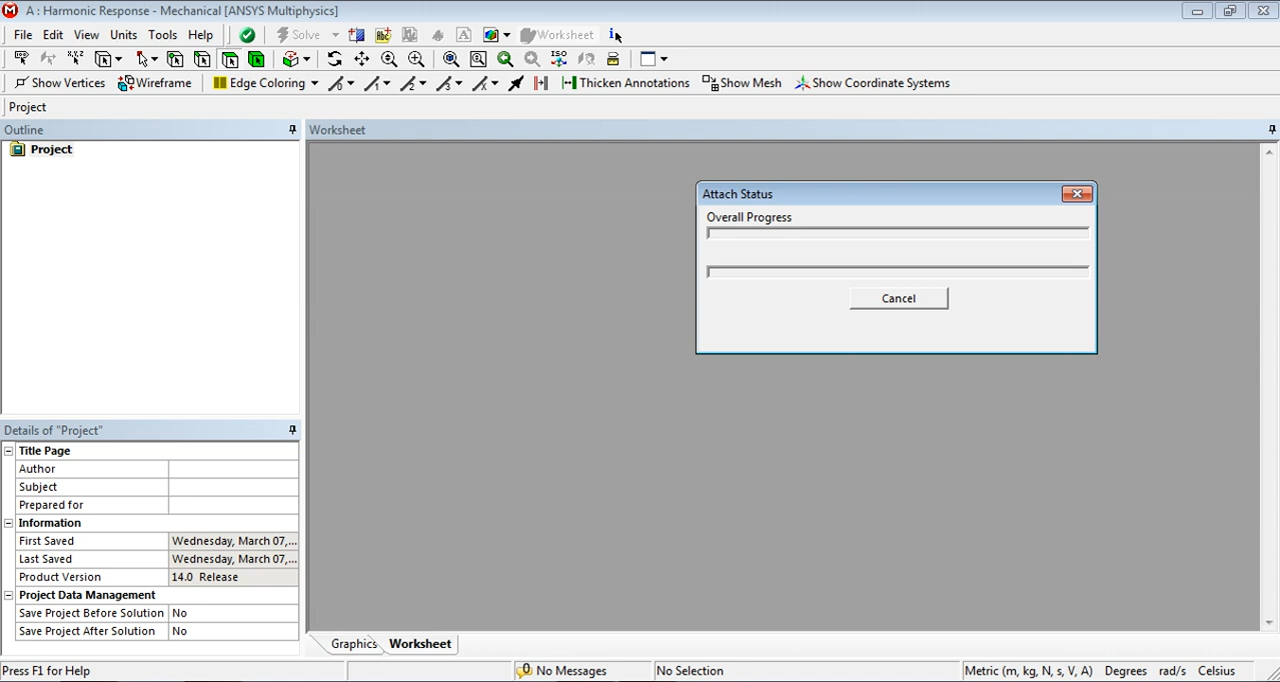 A : Harmonic Response - Mechanical [ANSYS Multiphysics]
File Edit View Units Tools Help Solve Worksheet
Show Vertices Wireframe Edge Coloring Thicken Annotations Show Mesh Show Coordinate Systems
Project
Outline
Project
Worksheet
Attach Status
Overall Progress
Cancel
Details of "Project"
Title Page
Author
Subject
Prepared for
Information
First Saved Wednesday, March 07,...
Last Saved Wednesday, March 07,...
Product Version 14.0 Release
Project Data Management
Save Project Before Solution No
Save Project After Solution No
Graphics Worksheet
Press F1 for Help 0 No Messages No Selection Metric (m, kg, N, s, V, A) Degrees rad/s Celsius